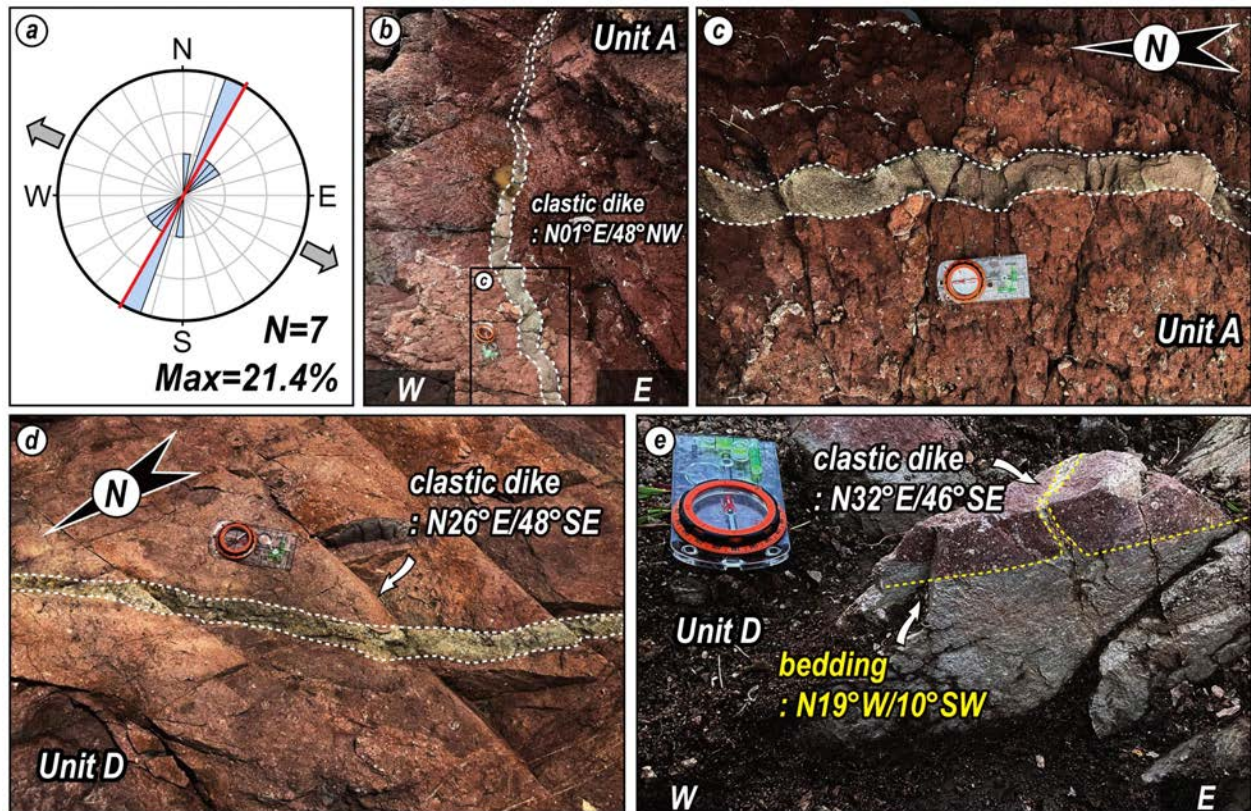 a
N
W
E
S
N=7
Max=21.4%
b
Unit A
clastic dike
: N01°E/48°NW
c
W
E
c
N
Unit A
d
N
clastic dike
: N26°E/48°SE
Unit D
e
clastic dike
: N32°E/46°SE
Unit D
bedding
: N19°W/10°SW
W
E